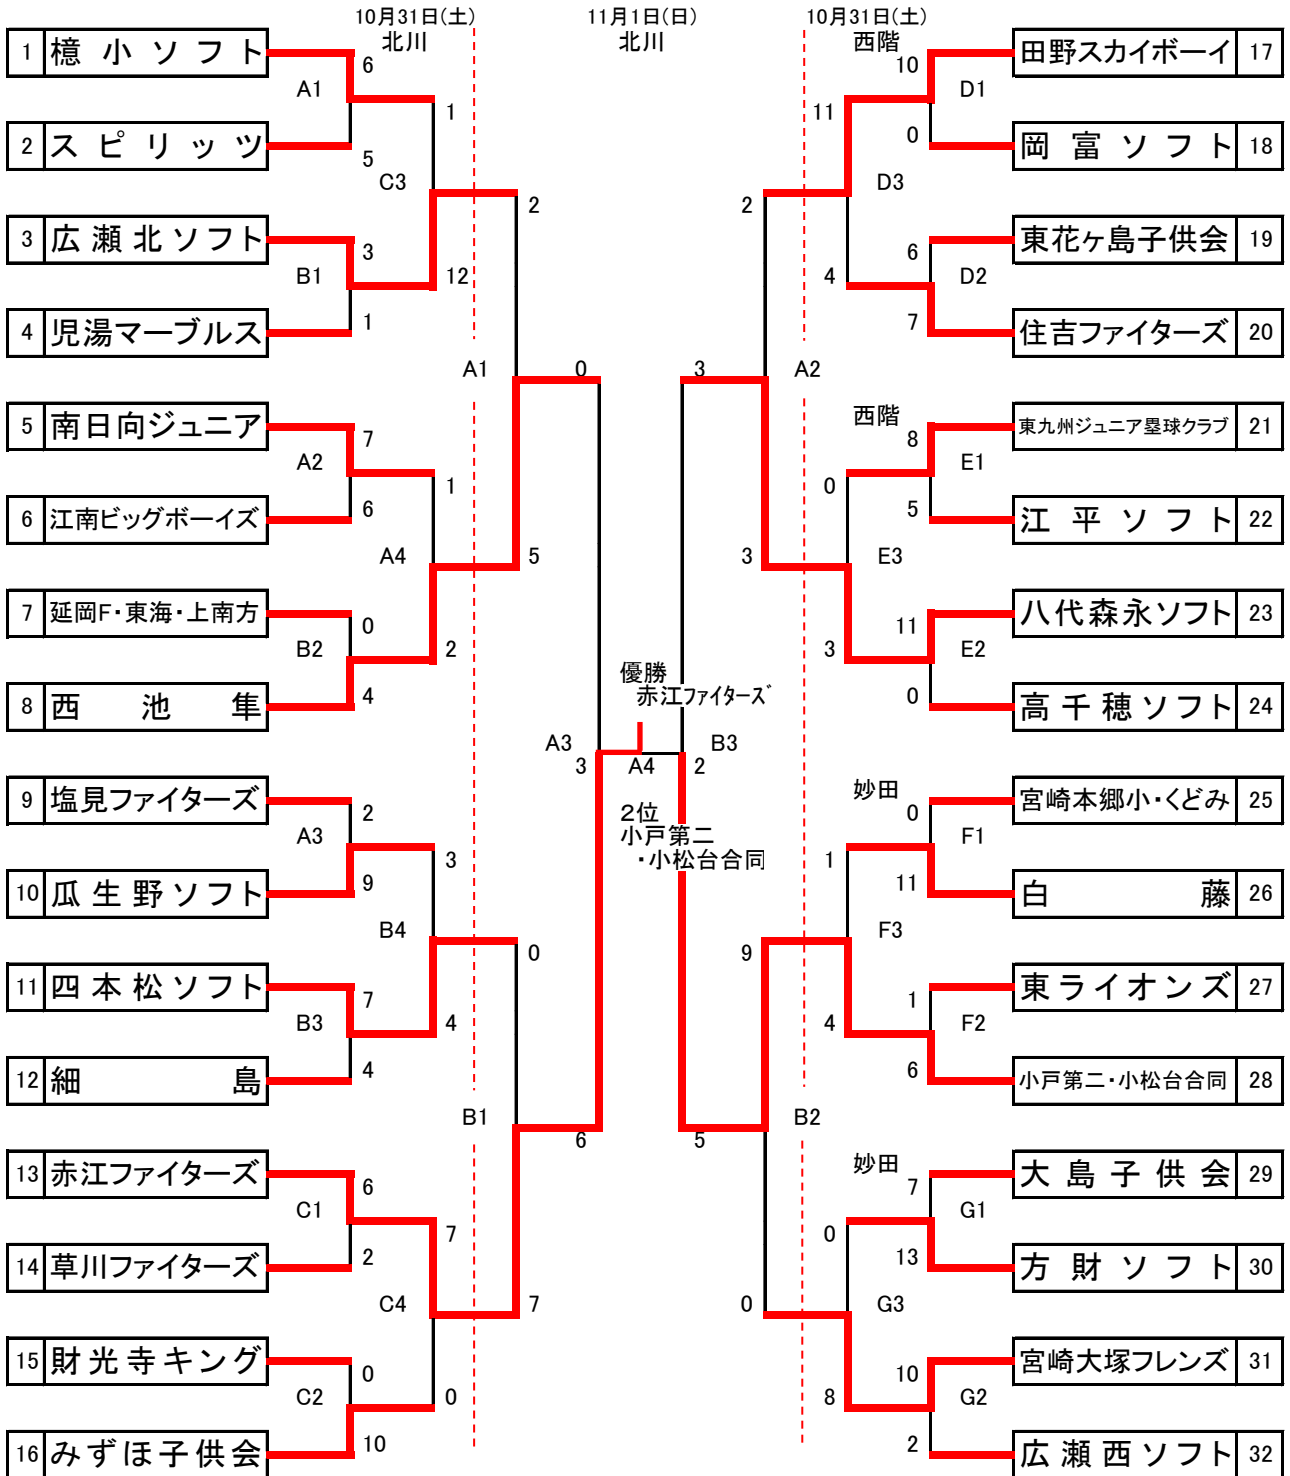 10月31日(土)
北川
11月1日(日)
北川
10月31日(土)
西階
1 檍小ソフト
6
A1
2 スピリッツ
5
1
C3
3 広瀬北ソフト
3
B1
12
4 児湯マーブルス
1
2
A1
0
5 南日向ジュニア
7
A2
6 江南ビッグボーイズ
6
1
A4
5
7 延岡F・東海・上南方
0
B2
2
8 西池隼
4
A3
3
9 塩見ファイターズ
2
A3
10 瓜生野ソフト
9
3
B4
0
11 四本松ソフト
7
B3
4
12 細島
4
B1
6
13 赤江ファイターズ
6
C1
14 草川ファイターズ
2
7
C4
7
15 財光寺キング
0
C2
0
16 みずほ子供会
10
優勝
赤江ファイターズ
A4
2位
小戸第二
・小松台合同
田野スカイボーイ 17
10
D1
岡富ソフト 18
0
11
D3
2
東花ヶ島子供会 19
6
D2
4
住吉ファイターズ 20
7
3
A2
西階
東九州ジュニア塁球クラブ 21
8
E1
江平ソフト 22
5
0
E3
3
八代森永ソフト 23
11
E2
3
高千穂ソフト 24
0
B3
2
妙田
宮崎本郷小・くどみ 25
0
F1
白藤 26
11
1
F3
9
東ライオンズ 27
1
F2
4
小戸第二・小松台合同 28
6
B2
5
妙田
大島子供会 29
7
G1
方財ソフト 30
13
0
G3
0
宮崎大塚フレンズ 31
10
G2
8
広瀬西ソフト 32
2